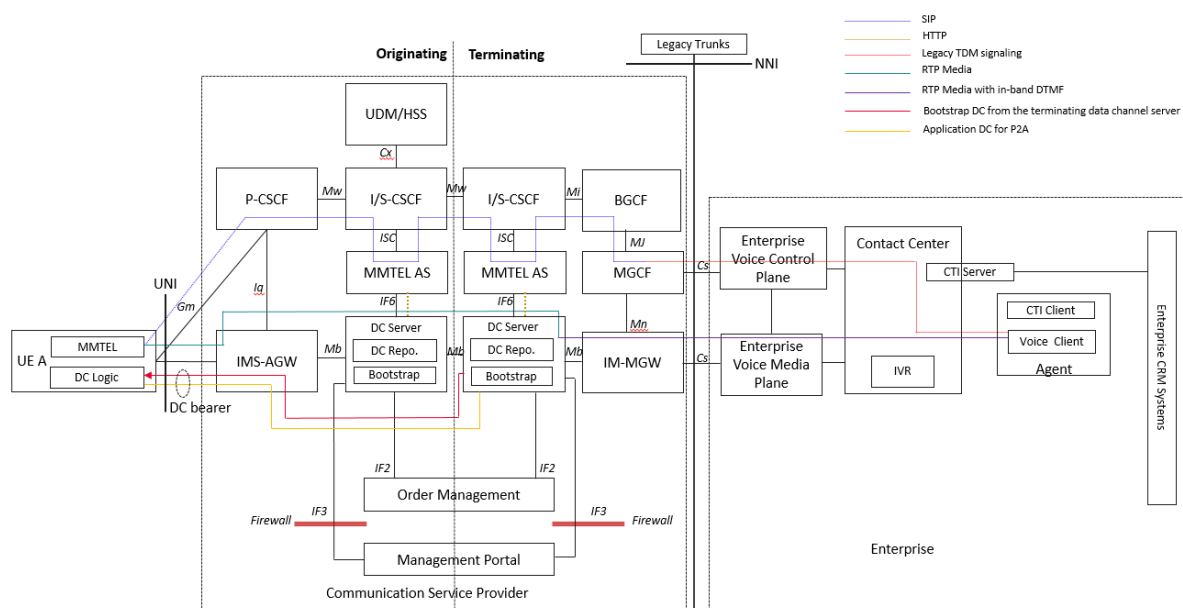 SIP
HTTP
Legacy TDM signaling
RTP Media
RTP Media with in-band DTMF
Bootstrap DC from the terminating data channel server
Application DC for P2A
Legacy Trunks
NNI
Originating
Terminating
UDM/HSS
Cx
P-CSCF
Mw
I/S-CSCF
Mw
I/S-CSCF
Mi
BGCF
ISC
ISC
MJ
MMTEL AS
MMTEL AS
MGCF
Cs
Enterprise
Voice Control
Plane
Contact Center
CTI Server
UNI
Gm
Iq
IF6
IF6
Mn
CTI Client
Voice Client
Agent
UE A
MMTEL
DC Logic
DC bearer
IMS-AGW
Mb
DC Server
DC Repo.
Bootstrap
Mb
DC Server
DC Repo.
Bootstrap
Mb
IM-MGW
Cs
Enterprise
Voice Media
Plane
IVR
Enterprise CRM Systems
IF2
IF2
Order Management
Firewall
IF3
IF3
Firewall
Management Portal
Communication Service Provider
Enterprise